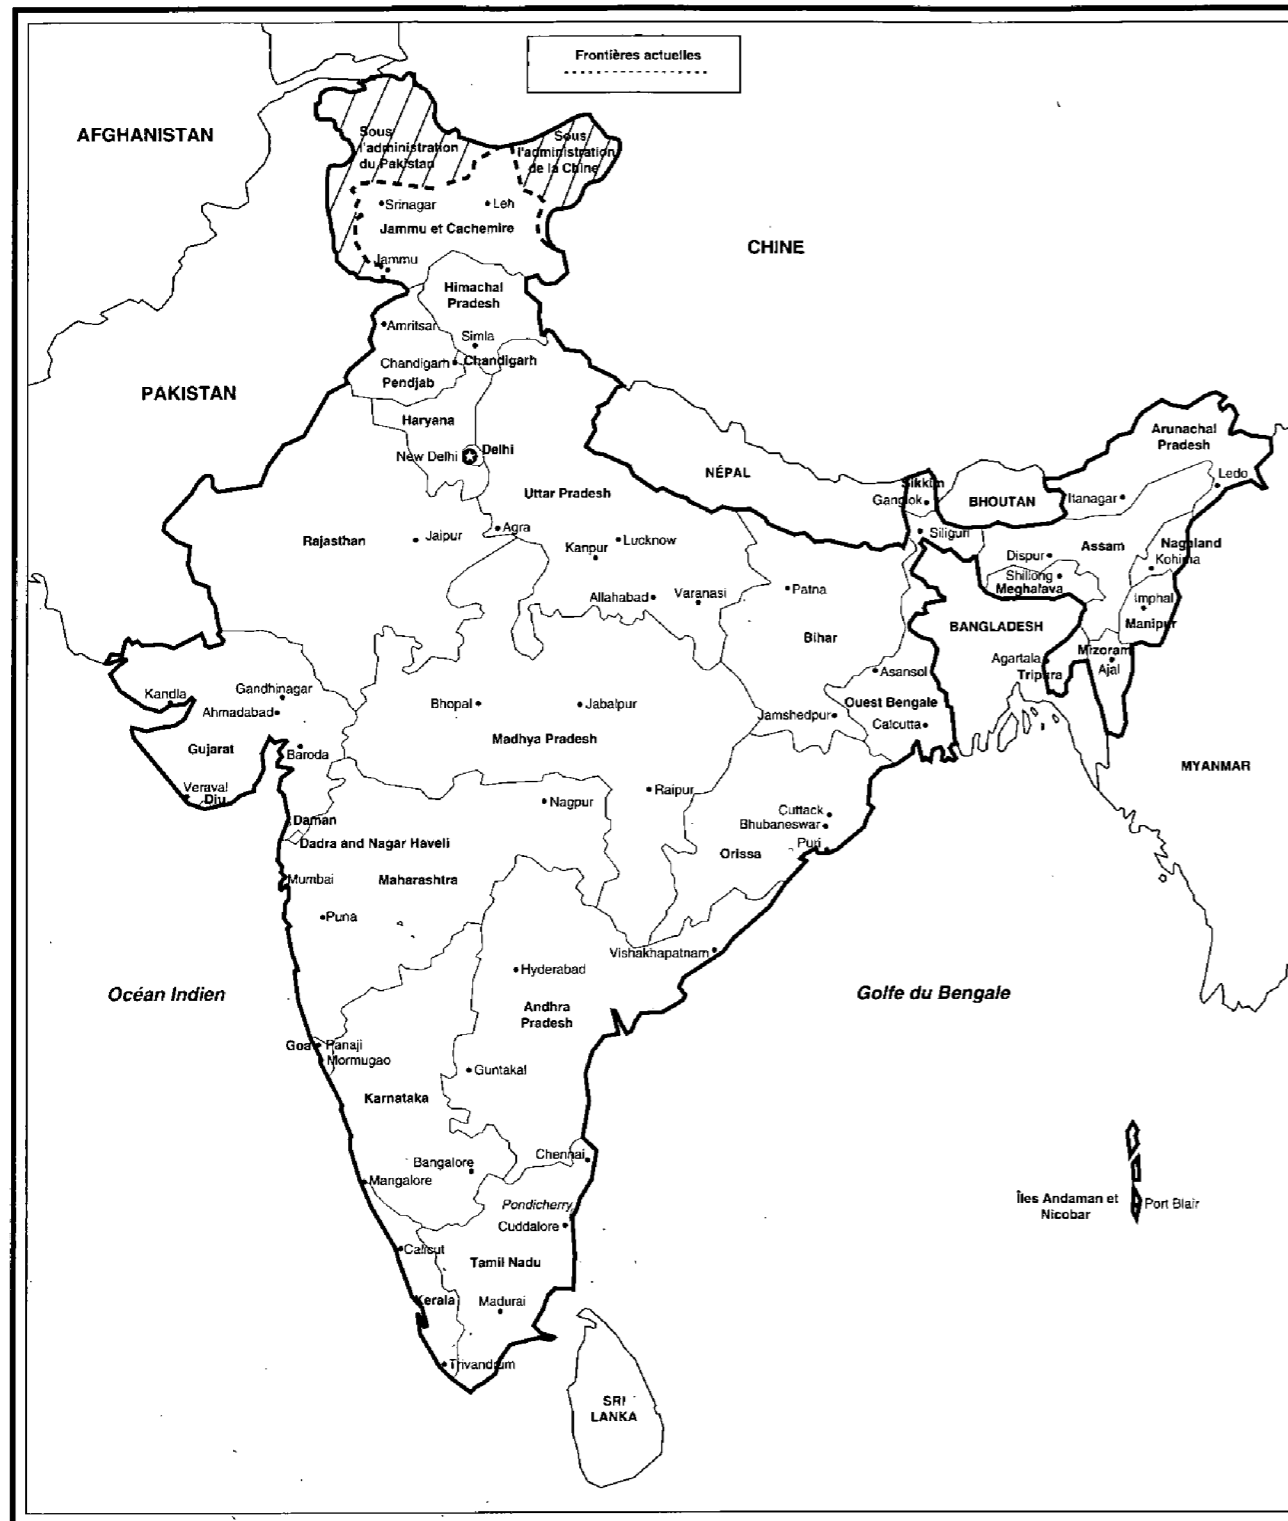 Frontières actuelles
AFGHANISTAN
Sous
l'administration
du Pakistan
Sous
l'administration
de la Chine
Srinagar
Leh
Jammu et Cachemire
Jammu
CHINE
Himachal
Pradesh
Amritsar
Simla
Chandigarh
Chandigarh
Pendjab
PAKISTAN
Haryana
New Delhi
Delhi
Arunachal
Pradesh
NÉPAL
Sikkim
Gangtok
BHOUTAN
Itanagar
Ledo
Uttar Pradesh
Rajasthan
Jaipur
Agra
Kanpur
Lucknow
Siliguri
Assam
Nagaland
Dispur
Kohima
Shillong
Meghalaya
Allahabad
Varanasi
Patna
Imphal
Manipur
Bihar
BANGLADESH
Mizoram
Ajal
Agartala
Tripura
Asansol
Kandla
Gandhinagar
Ahmadabad
Bhopal
Jabalpur
Ouest Bengale
Jamshedpur
Calcutta
Madhya Pradesh
Gujarat
Baroda
MYANMAR
Veraval
Diu
Nagpur
Raipur
Daman
Cuttack
Bhubaneswar
Dadra and Nagar Haveli
Puri
Orissa
Mumbai
Maharashtra
Puna
Vishakhapatnam
Hyderabad
Océan Indien
Golfe du Bengale
Andhra
Pradesh
Goa
Panaji
Mormugao
Guntakal
Karnataka
Chennai
Bangalore
Mangalore
Pondicherry
Cuddalore
Îles Andaman et
Nicobar
Port Blair
Calicut
Tamil Nadu
Kerala
Madurai
Trivandrum
SRI
LANKA